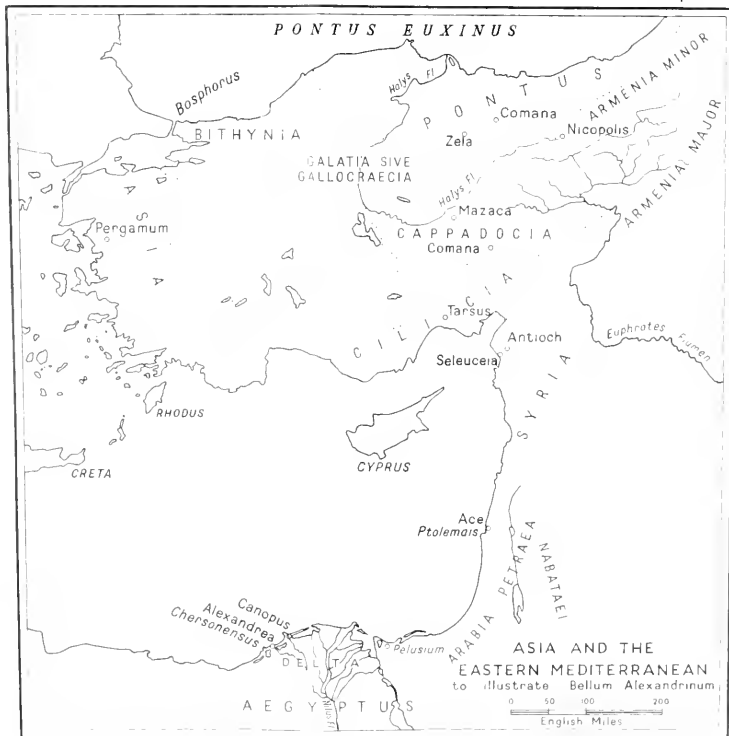 PONTUS EUXINUS
Bosphorus
BITHYNIA
Halys Fl
PONTUS
Comana
Zela
Nicopolis
ARMENIA MINOR
ARMENIA MAJOR
GALATIA SIVE
GALLOGRAECIA
Halys Fl.
Mazaca
CAPPADOCIA
Comana
ASIA
Pergamum
CILICIA
Tarsus
Antioch
Seleuceia
SYRIA
Euphrates Flumen
RHODUS
CRETA
CYPRUS
Ace
Ptolemais
ARABIA PETRAEA
NABATAEI
Canopus
Alexandrea
Chersonensus
DELTA
Pelusium
AEGYPTUS
Nilus Fl
ASIA AND THE
EASTERN MEDITERRANEAN
to illustrate Bellum Alexandrinum
0 50 100 200
English Miles